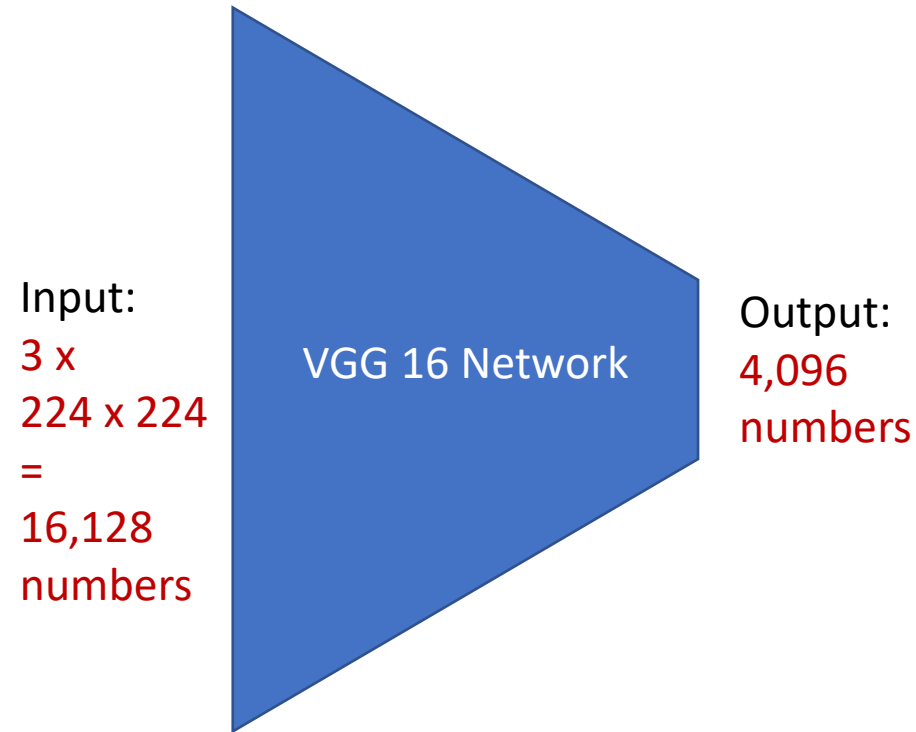 Input:
3 x
224 x 224
=
16,128
numbers
VGG 16 Network
Output:
4,096
numbers